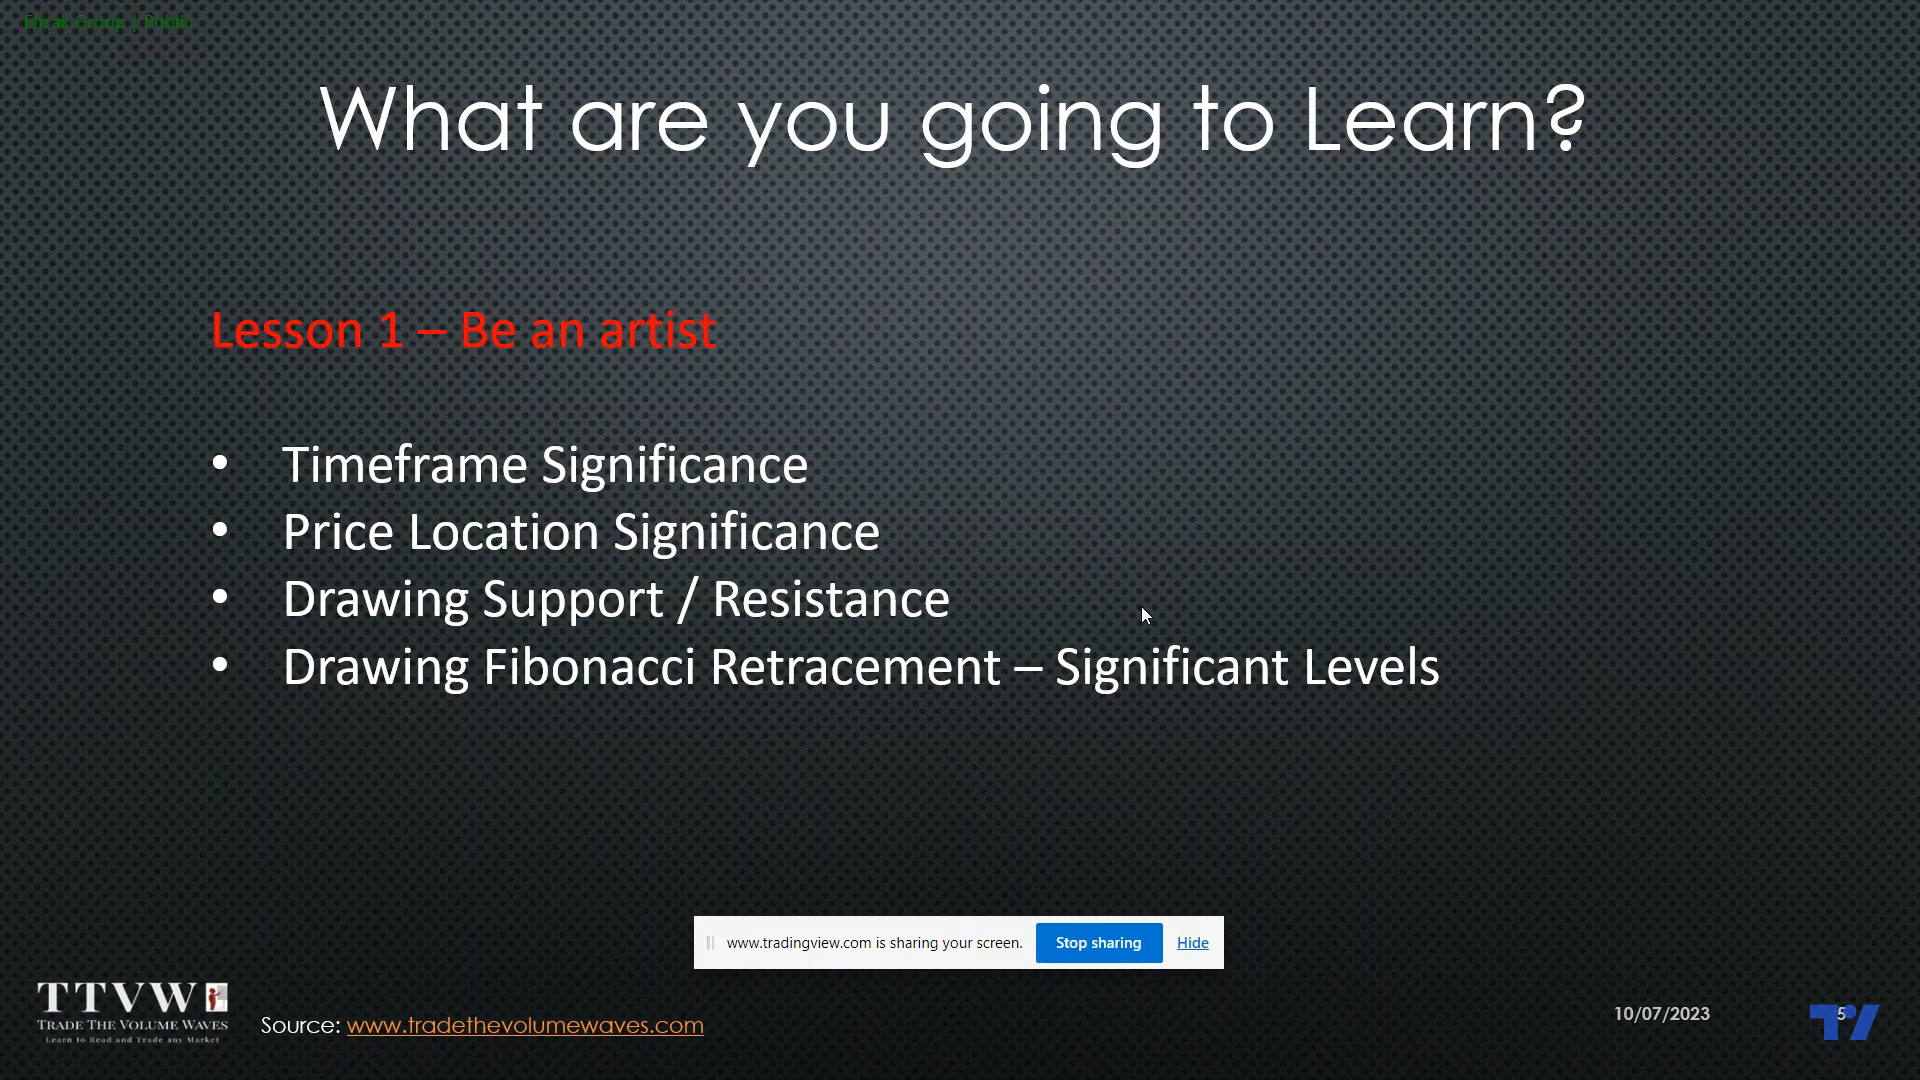 Etirak Group | Public
What are you going to Learn?
Lesson 1 – Be an artist
• Timeframe Significance
• Price Location Significance
• Drawing Support / Resistance
• Drawing Fibonacci Retracement – Significant Levels
www.tradingview.com is sharing your screen. Stop sharing Hide
TTVW
TRADE THE VOLUME WAVES
Learn to Read and Trade any Market
Source: www.tradethevolumewaves.com
10/07/2023
5